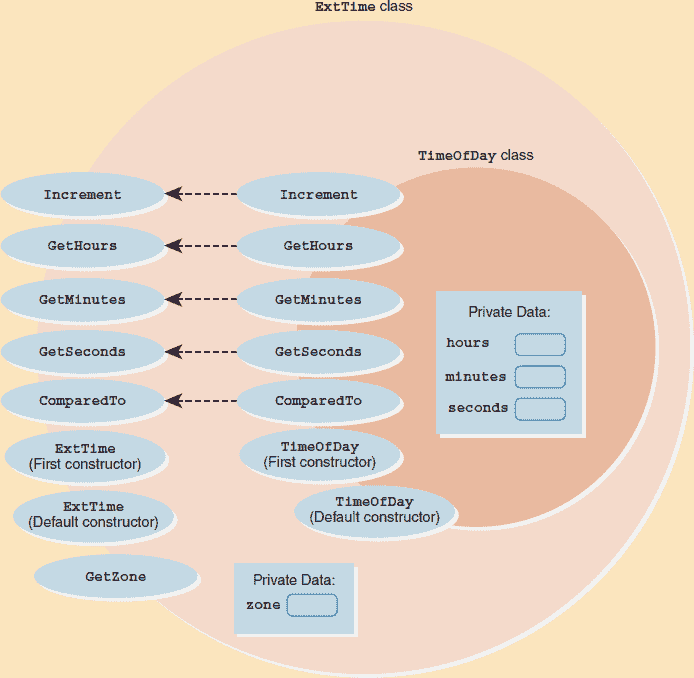 ExtTime class
TimeOfDay class
Increment
Increment
GetHours
GetHours
GetMinutes
GetMinutes
Private Data:
hours
minutes
seconds
GetSeconds
GetSeconds
ComparedTo
ComparedTo
ExtTime
(First constructor)
TimeOfDay
(First constructor)
ExtTime
(Default constructor)
TimeOfDay
(Default constructor)
GetZone
Private Data:
zone